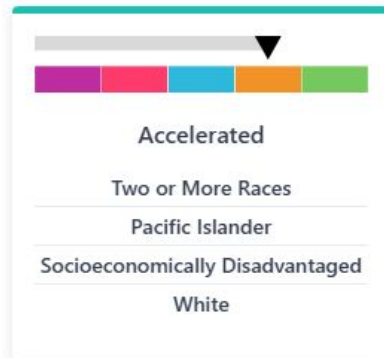 Accelerated
Two or More Races
Pacific Islander
Socioeconomically Disadvantaged
White